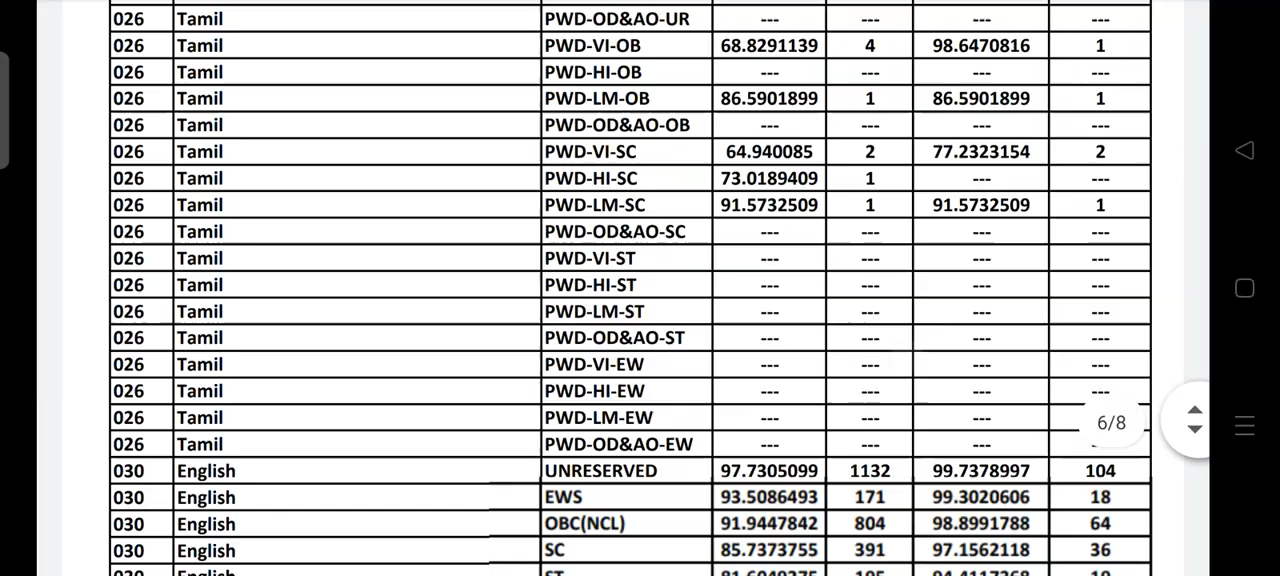 026 Tamil PWD-OD&AO-UR --- --- --- ---
026 Tamil PWD-VI-OB 68.8291139 4 98.6470816 1
026 Tamil PWD-HI-OB --- --- --- ---
026 Tamil PWD-LM-OB 86.5901899 1 86.5901899 1
026 Tamil PWD-OD&AO-OB --- --- --- ---
026 Tamil PWD-VI-SC 64.940085 2 77.2323154 2
026 Tamil PWD-HI-SC 73.0189409 1 --- ---
026 Tamil PWD-LM-SC 91.5732509 1 91.5732509 1
026 Tamil PWD-OD&AO-SC --- --- --- ---
026 Tamil PWD-VI-ST --- --- --- ---
026 Tamil PWD-HI-ST --- --- --- ---
026 Tamil PWD-LM-ST --- --- --- ---
026 Tamil PWD-OD&AO-ST --- --- --- ---
026 Tamil PWD-VI-EW --- --- --- ---
026 Tamil PWD-HI-EW --- --- --- ---
026 Tamil PWD-LM-EW --- --- ---
6/8
026 Tamil PWD-OD&AO-EW --- --- --- ---
030 English UNRESERVED 97.7305099 1132 99.7378997 104
030 English EWS 93.5086493 171 99.3020606 18
030 English OBC(NCL) 91.9447842 804 98.8991788 64
030 English SC 85.7373755 391 97.1562118 36
030 English ST